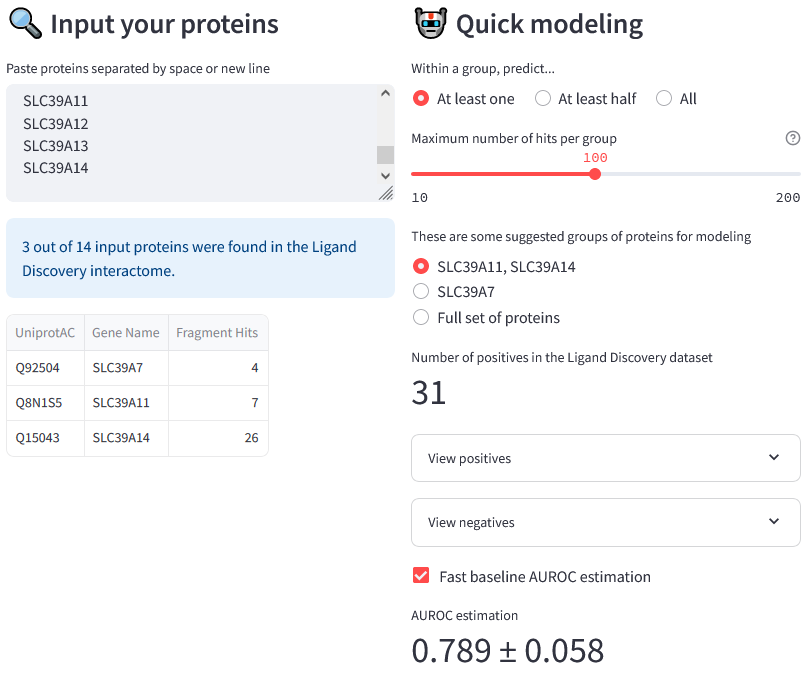 Input your proteins
Paste proteins separated by space or new line
SLC39A11
SLC39A12
SLC39A13
SLC39A14
3 out of 14 input proteins were found in the Ligand
Discovery interactome.
UniprotAC Gene Name Fragment Hits
Q92504 SLC39A7 4
Q8N1S5 SLC39A11 7
Q15043 SLC39A14 26
Quick modeling
Within a group, predict...
At least one At least half All
Maximum number of hits per group
100
10 200
These are some suggested groups of proteins for modeling
SLC39A11, SLC39A14
SLC39A7
Full set of proteins
Number of positives in the Ligand Discovery dataset
31
View positives
View negatives
Fast baseline AUROC estimation
AUROC estimation
0.789 ± 0.058